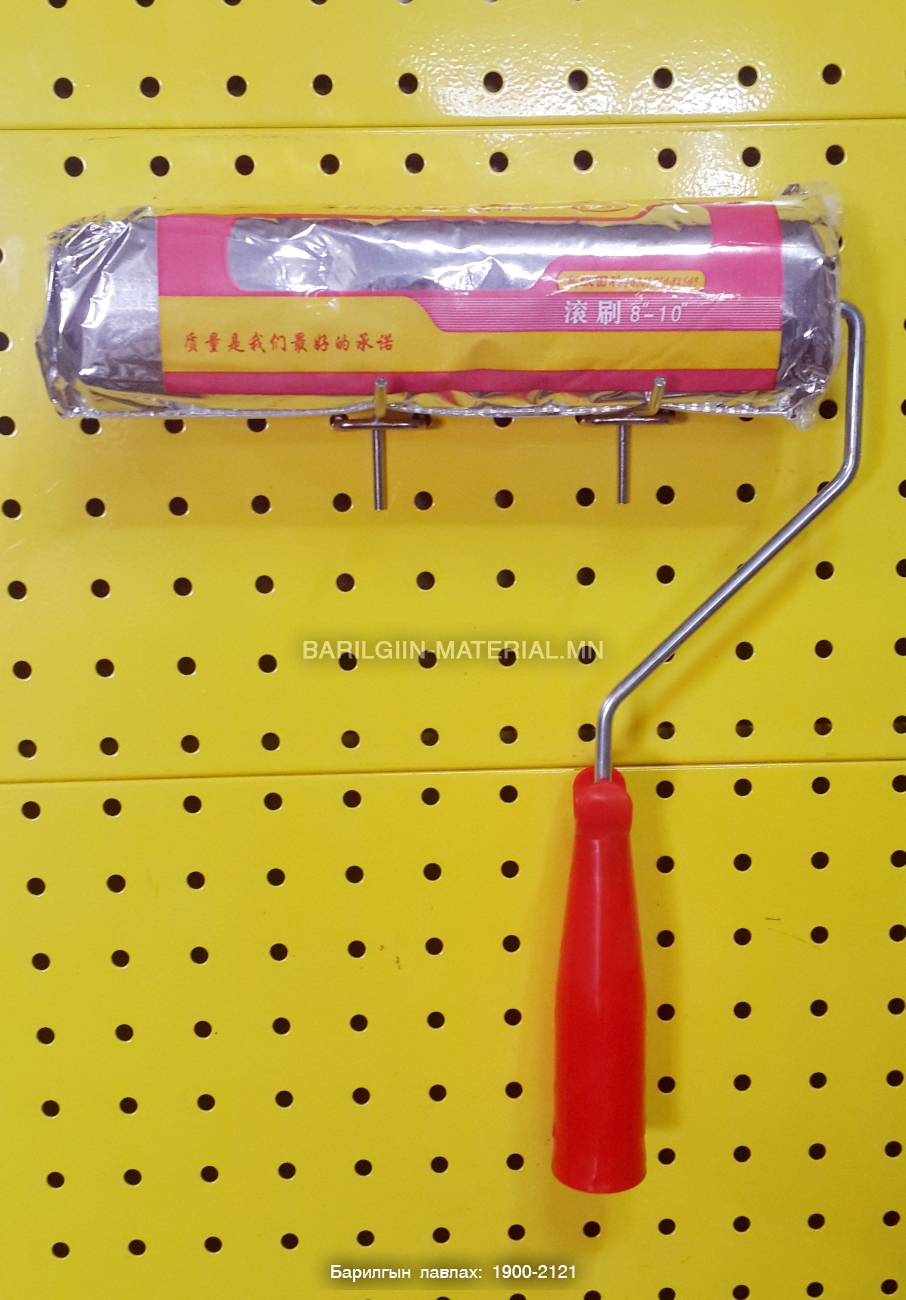 滚刷 8"-10"
质量是我们最好的承诺
BARILGIIN-MATERIAL.MN
Барилгын лавлах: 1900-2121